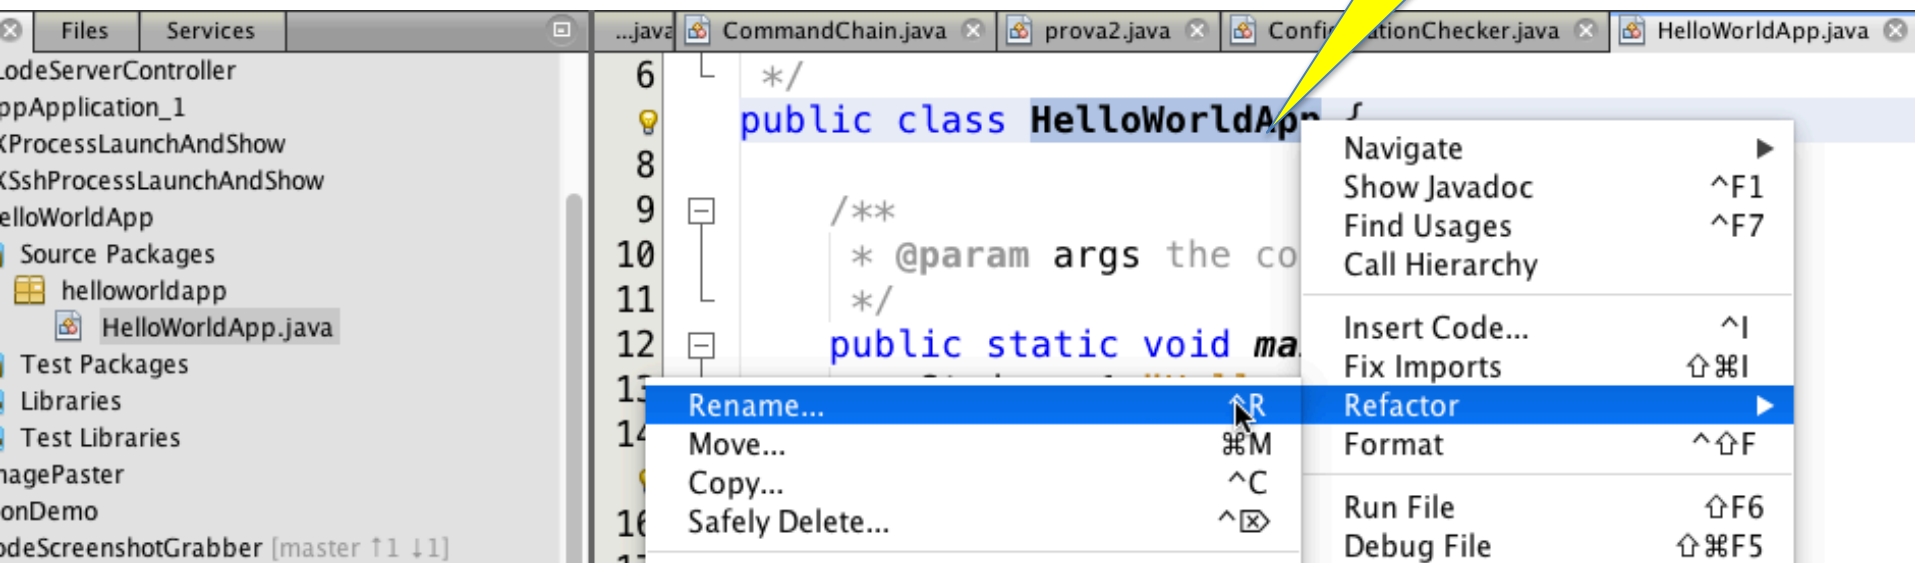 Files Services
...java CommandChain.java prova2.java ConfigurationChecker.java HelloWorldApp.java
LodeServerController
ppApplication_1
XProcessLaunchAndShow
XSshProcessLaunchAndShow
elloWorldApp
Source Packages
helloworldapp
HelloWorldApp.java
Test Packages
Libraries
Test Libraries
magePaster
onDemo
odeScreenshotGrabber [master ↑1 ↓1]
6 */
public class HelloWorldApp {
8
9 /**
10 * @param args the co
11 */
12 public static void ma
13
14
16
Navigate
Show Javadoc ^F1
Find Usages ^F7
Call Hierarchy
Insert Code... ^I
Fix Imports ⇧⌘I
Refactor
Format ^⇧F
Run File ⇧F6
Debug File ⇧⌘F5
Rename... ^R
Move... ⌘M
Copy... ^C
Safely Delete... ^⌦